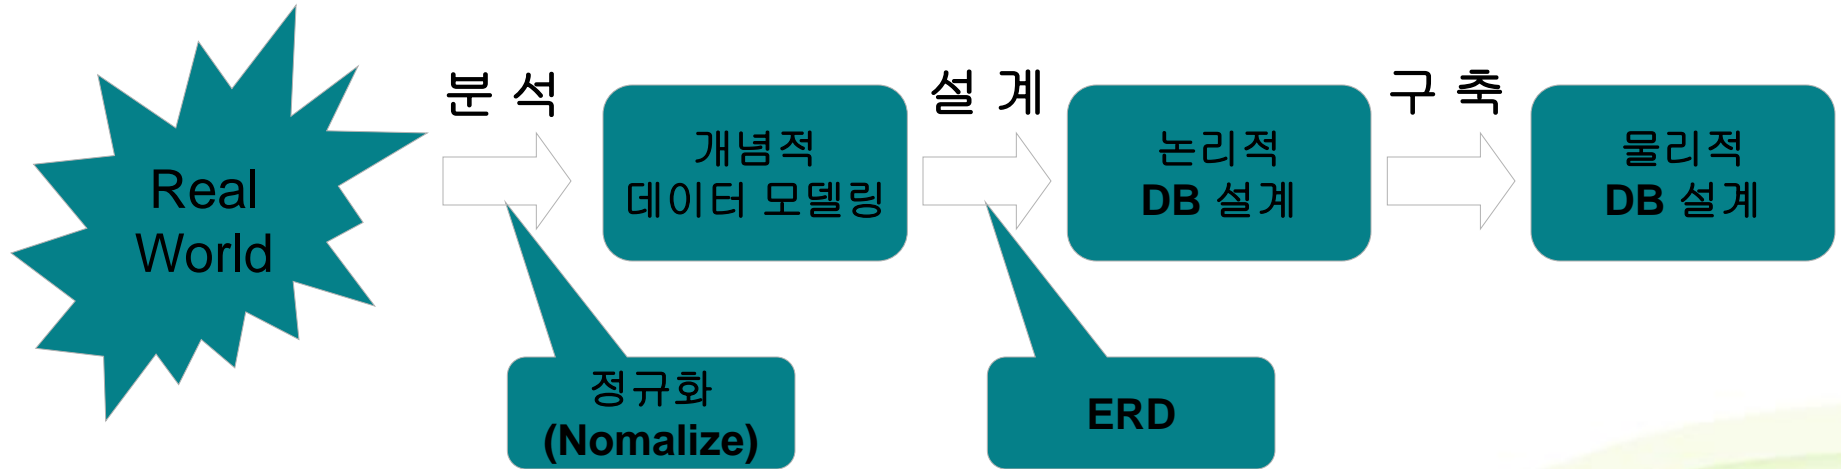 분 석
설 계
구 축
Real
World
개념적
데이터 모델링
논리적
DB 설계
물리적
DB 설계
정규화
(Nomalize)
ERD